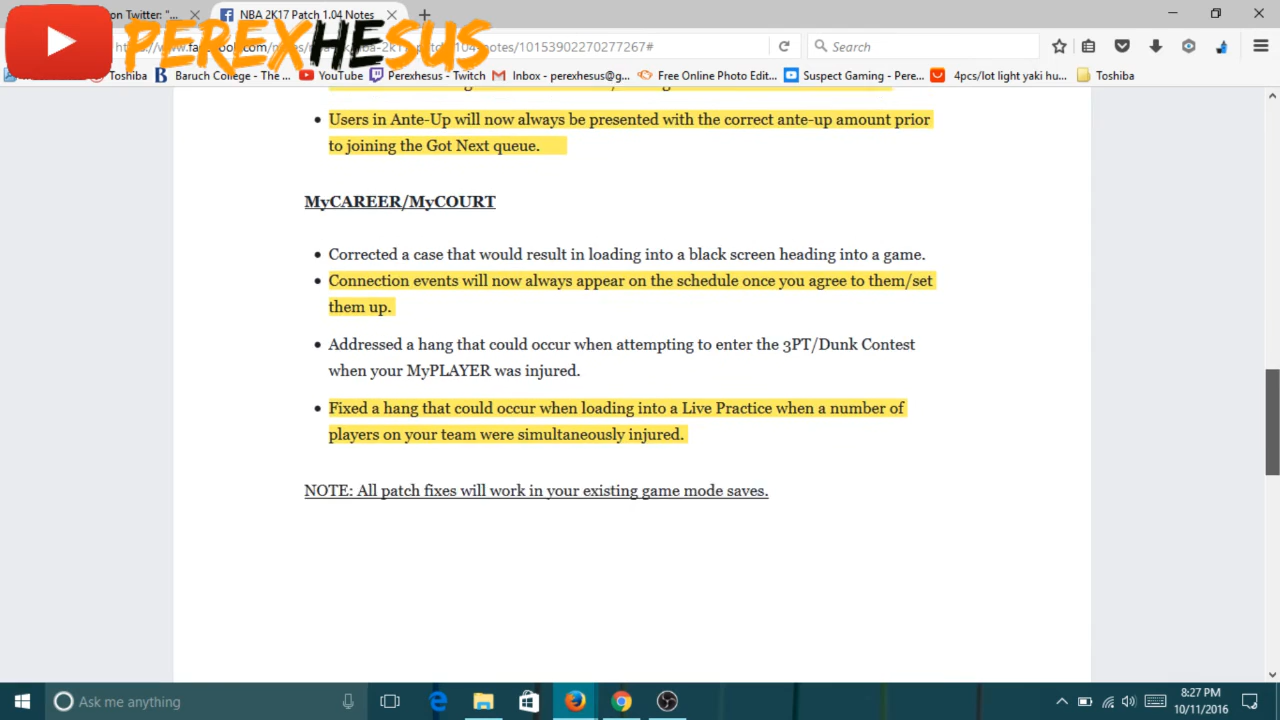 on Twitter: "...
NBA 2K17 Patch 1.04 Notes
PEREXHESUS
Search
Toshiba
Baruch College - The ...
YouTube
Perexhesus - Twitch
Inbox - perexhesus@g...
Free Online Photo Edit...
Suspect Gaming - Pere...
4pcs/lot light yaki hu...
Toshiba
• Users in Ante-Up will now always be presented with the correct ante-up amount prior
to joining the Got Next queue.
MyCAREER/MyCOURT
• Corrected a case that would result in loading into a black screen heading into a game.
• Connection events will now always appear on the schedule once you agree to them/set
them up.
• Addressed a hang that could occur when attempting to enter the 3PT/Dunk Contest
when your MyPLAYER was injured.
• Fixed a hang that could occur when loading into a Live Practice when a number of
players on your team were simultaneously injured.
NOTE: All patch fixes will work in your existing game mode saves.
Ask me anything
8:27 PM
10/11/2016